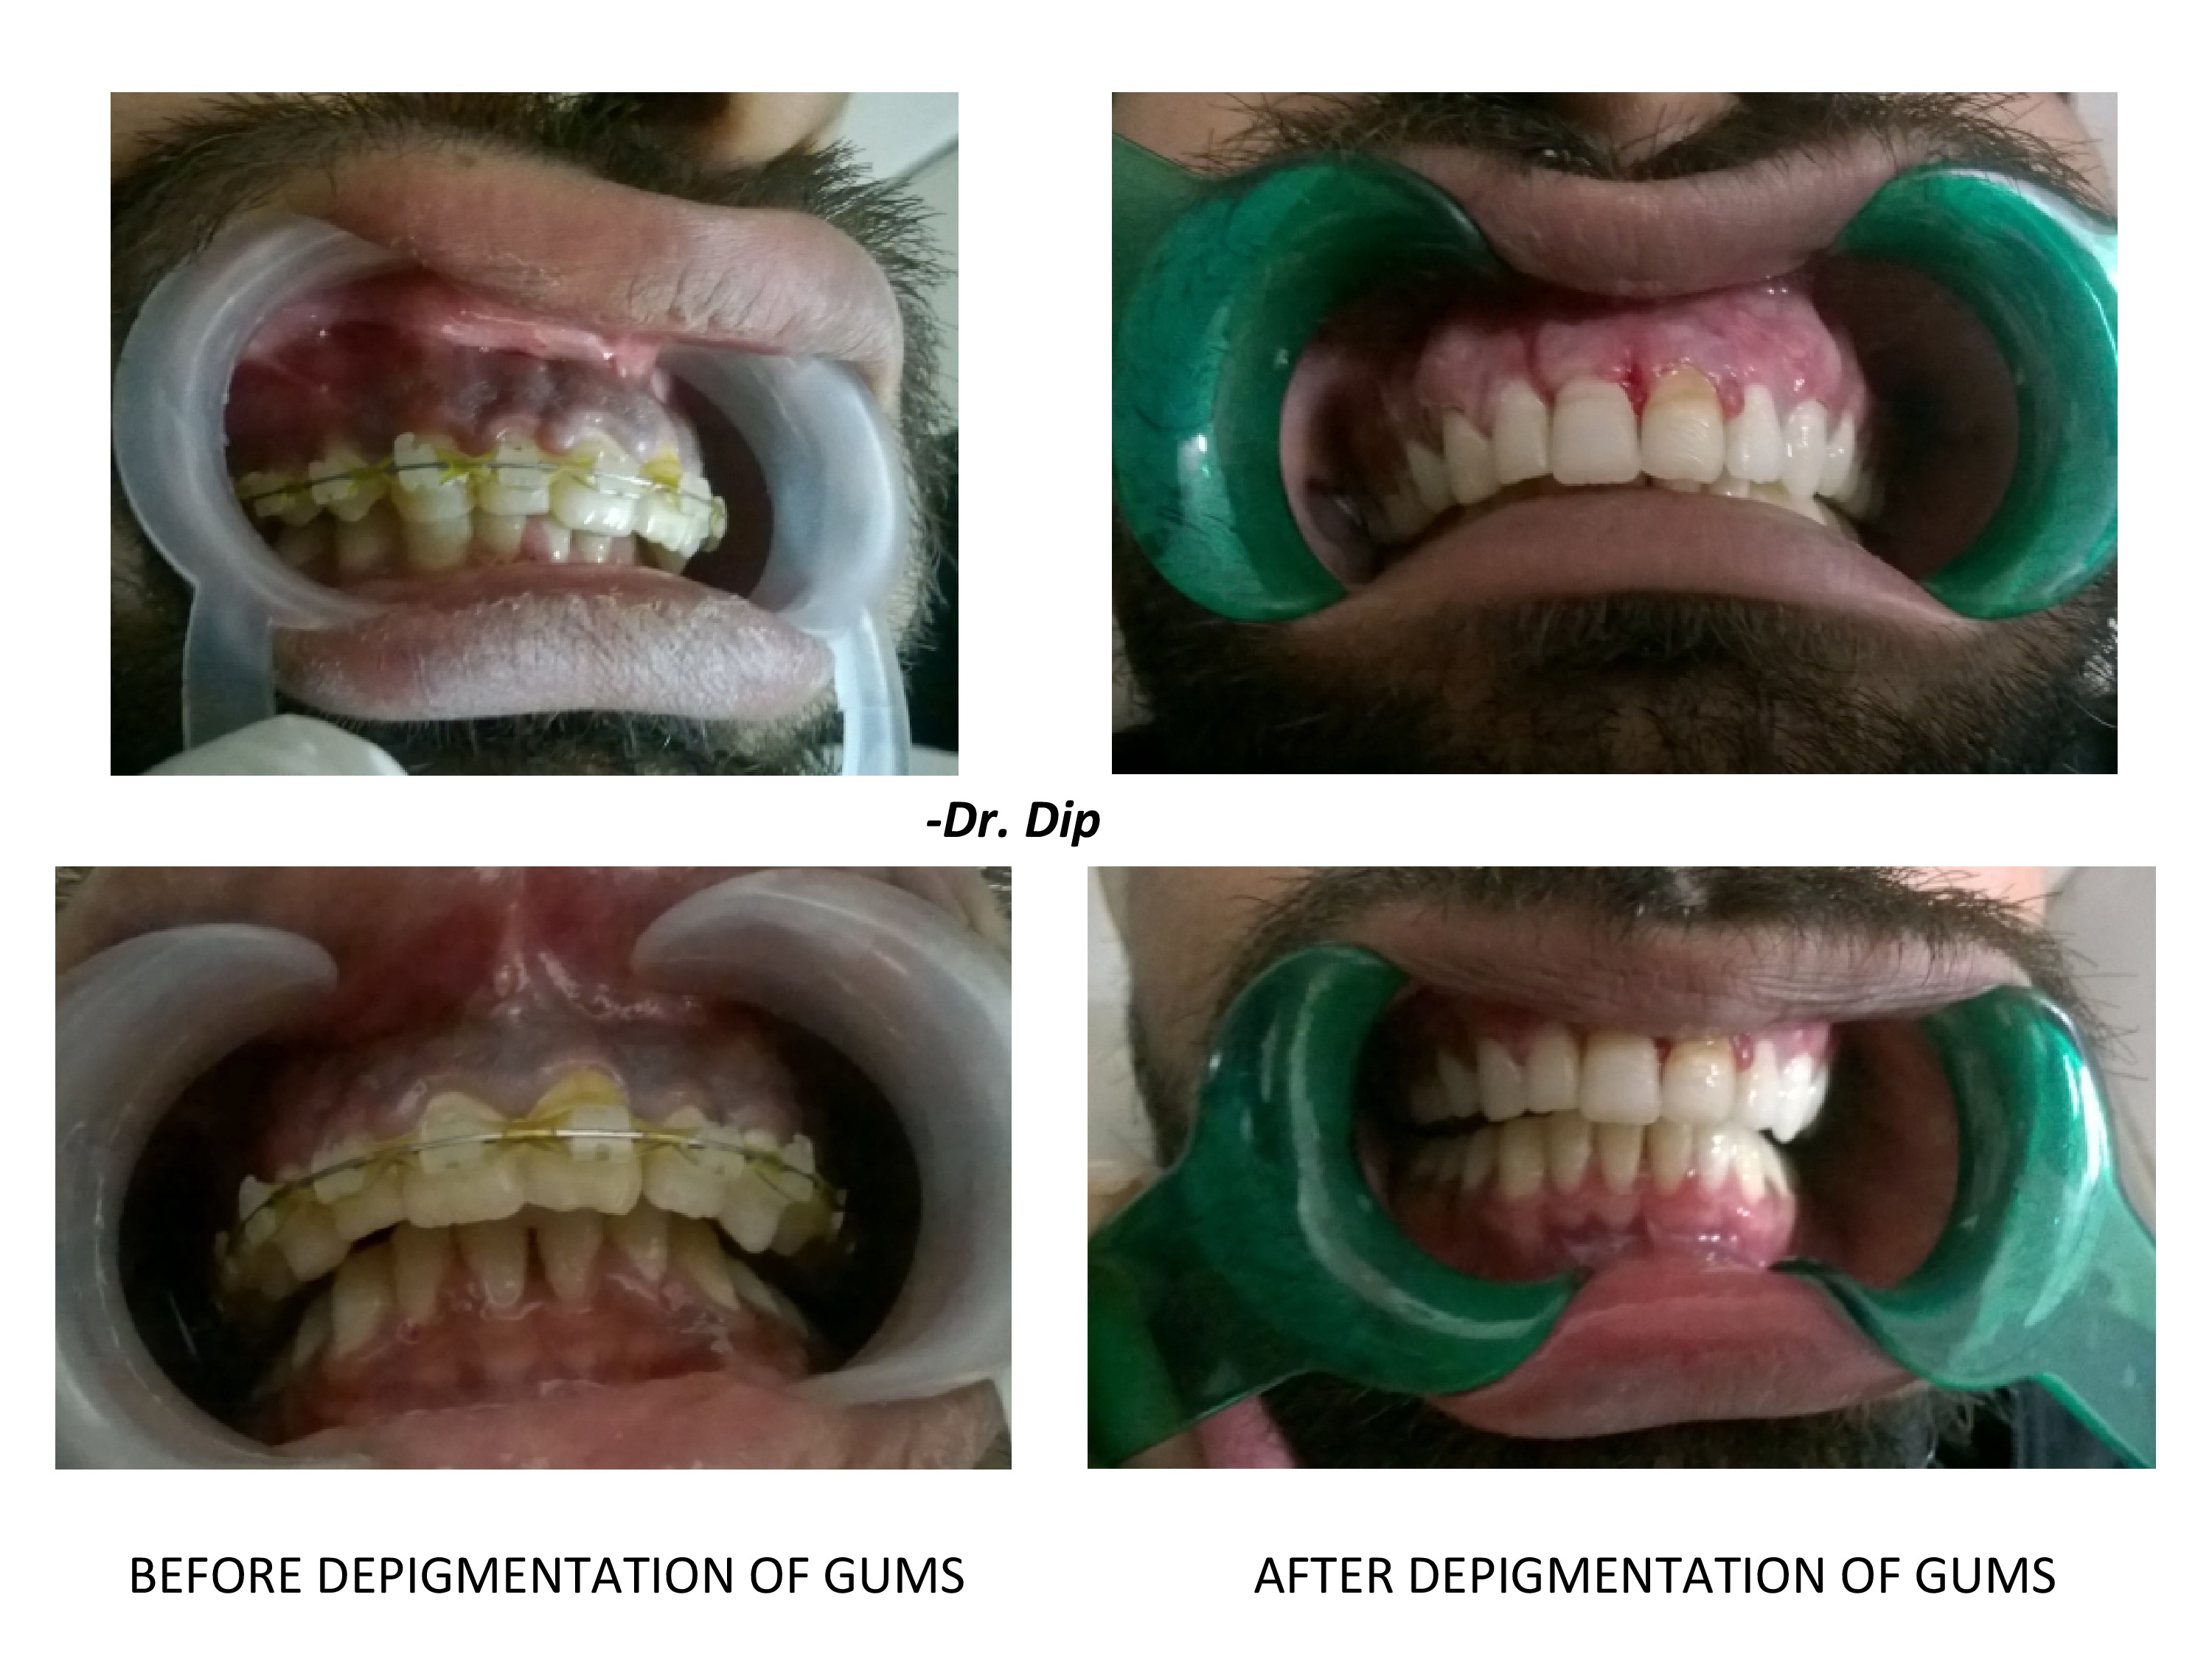 -Dr. Dip
BEFORE DEPIGMENTATION OF GUMS
AFTER DEPIGMENTATION OF GUMS